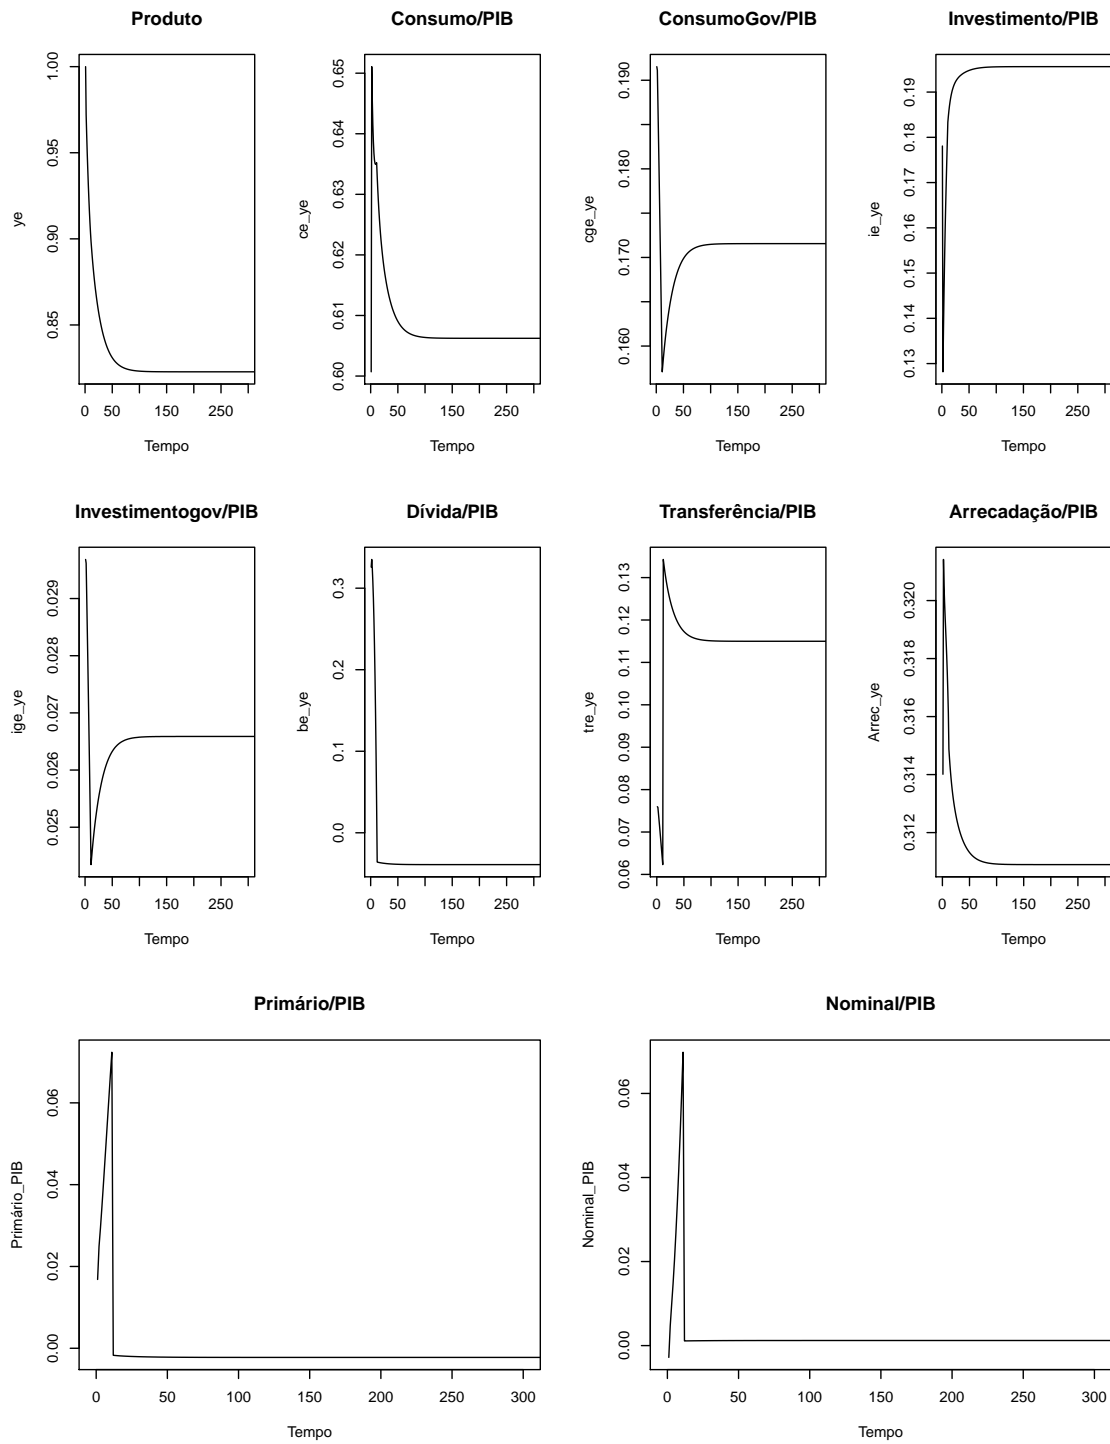 Produto
ye
0.85 0.90 0.95 1.00
0 50 150 250
Tempo
Consumo/PIB
ce_ye
0.60 0.61 0.62 0.63 0.64 0.65
0 50 150 250
Tempo
ConsumoGov/PIB
cge_ye
0.160 0.170 0.180 0.190
0 50 150 250
Tempo
Investimento/PIB
ie_ye
0.13 0.14 0.15 0.16 0.17 0.18 0.19
0 50 150 250
Tempo
Investimentogov/PIB
ige_ye
0.025 0.026 0.027 0.028 0.029
0 50 150 250
Tempo
Dívida/PIB
be_ye
0.0 0.1 0.2 0.3
0 50 150 250
Tempo
Transferência/PIB
tre_ye
0.06 0.07 0.08 0.09 0.10 0.11 0.12 0.13
0 50 150 250
Tempo
Arrecadação/PIB
Arrec_ye
0.312 0.314 0.316 0.318 0.320
0 50 150 250
Tempo
Primário/PIB
Primário_PIB
0.00 0.02 0.04 0.06
0 50 100 150 200 250 300
Tempo
Nominal/PIB
Nominal_PIB
0.00 0.02 0.04 0.06
0 50 100 150 200 250 300
Tempo